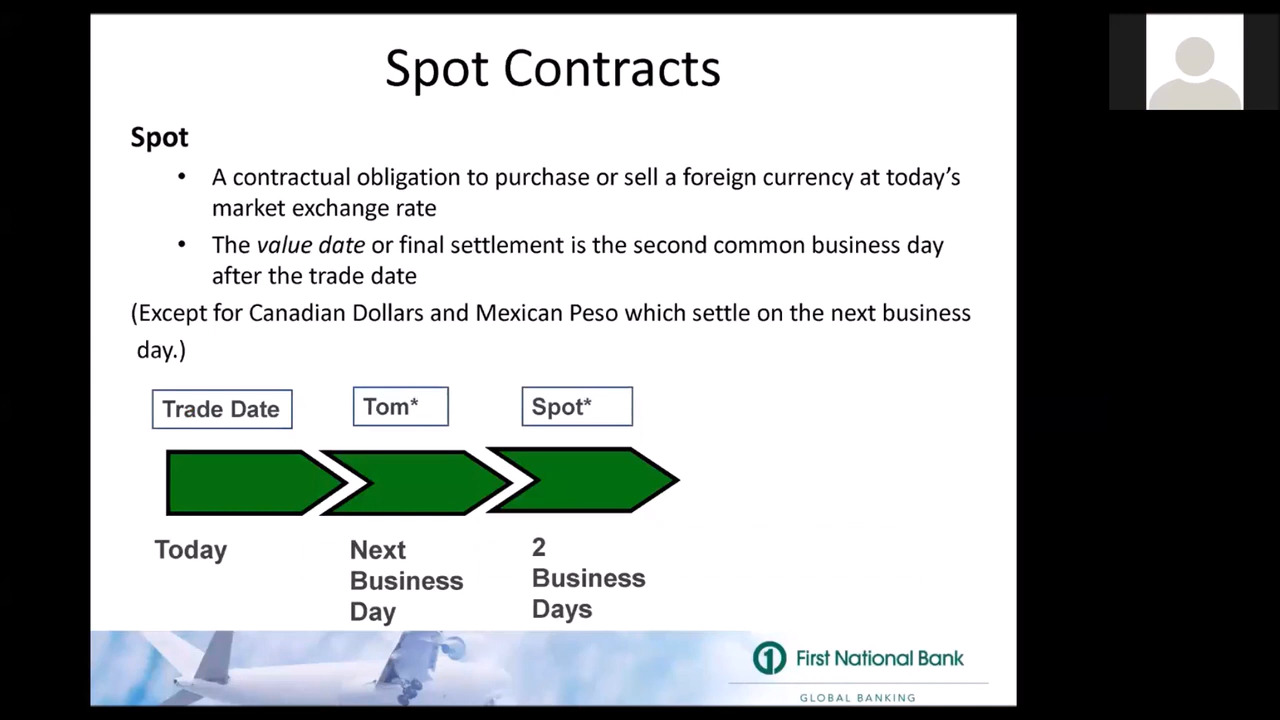 Spot Contracts
Spot
• A contractual obligation to purchase or sell a foreign currency at today’s
market exchange rate
• The value date or final settlement is the second common business day
after the trade date
(Except for Canadian Dollars and Mexican Peso which settle on the next business
day.)
Trade Date
Tom*
Spot*
Today
Next
Business
Day
2
Business
Days
1 First National Bank
GLOBAL BANKING